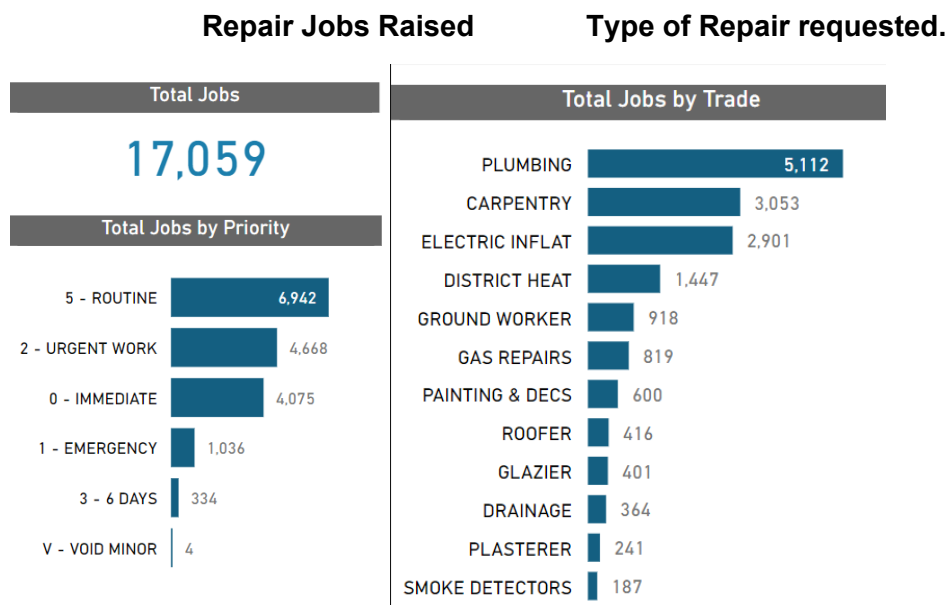 Repair Jobs Raised
Type of Repair requested.
Total Jobs
17,059
Total Jobs by Priority
5 - ROUTINE 6,942
2 - URGENT WORK 4,668
0 - IMMEDIATE 4,075
1 - EMERGENCY 1,036
3 - 6 DAYS 334
V - VOID MINOR 4
Total Jobs by Trade
PLUMBING 5,112
CARPENTRY 3,053
ELECTRIC INFLAT 2,901
DISTRICT HEAT 1,447
GROUND WORKER 918
GAS REPAIRS 819
PAINTING & DECS 600
ROOFER 416
GLAZIER 401
DRAINAGE 364
PLASTERER 241
SMOKE DETECTORS 187